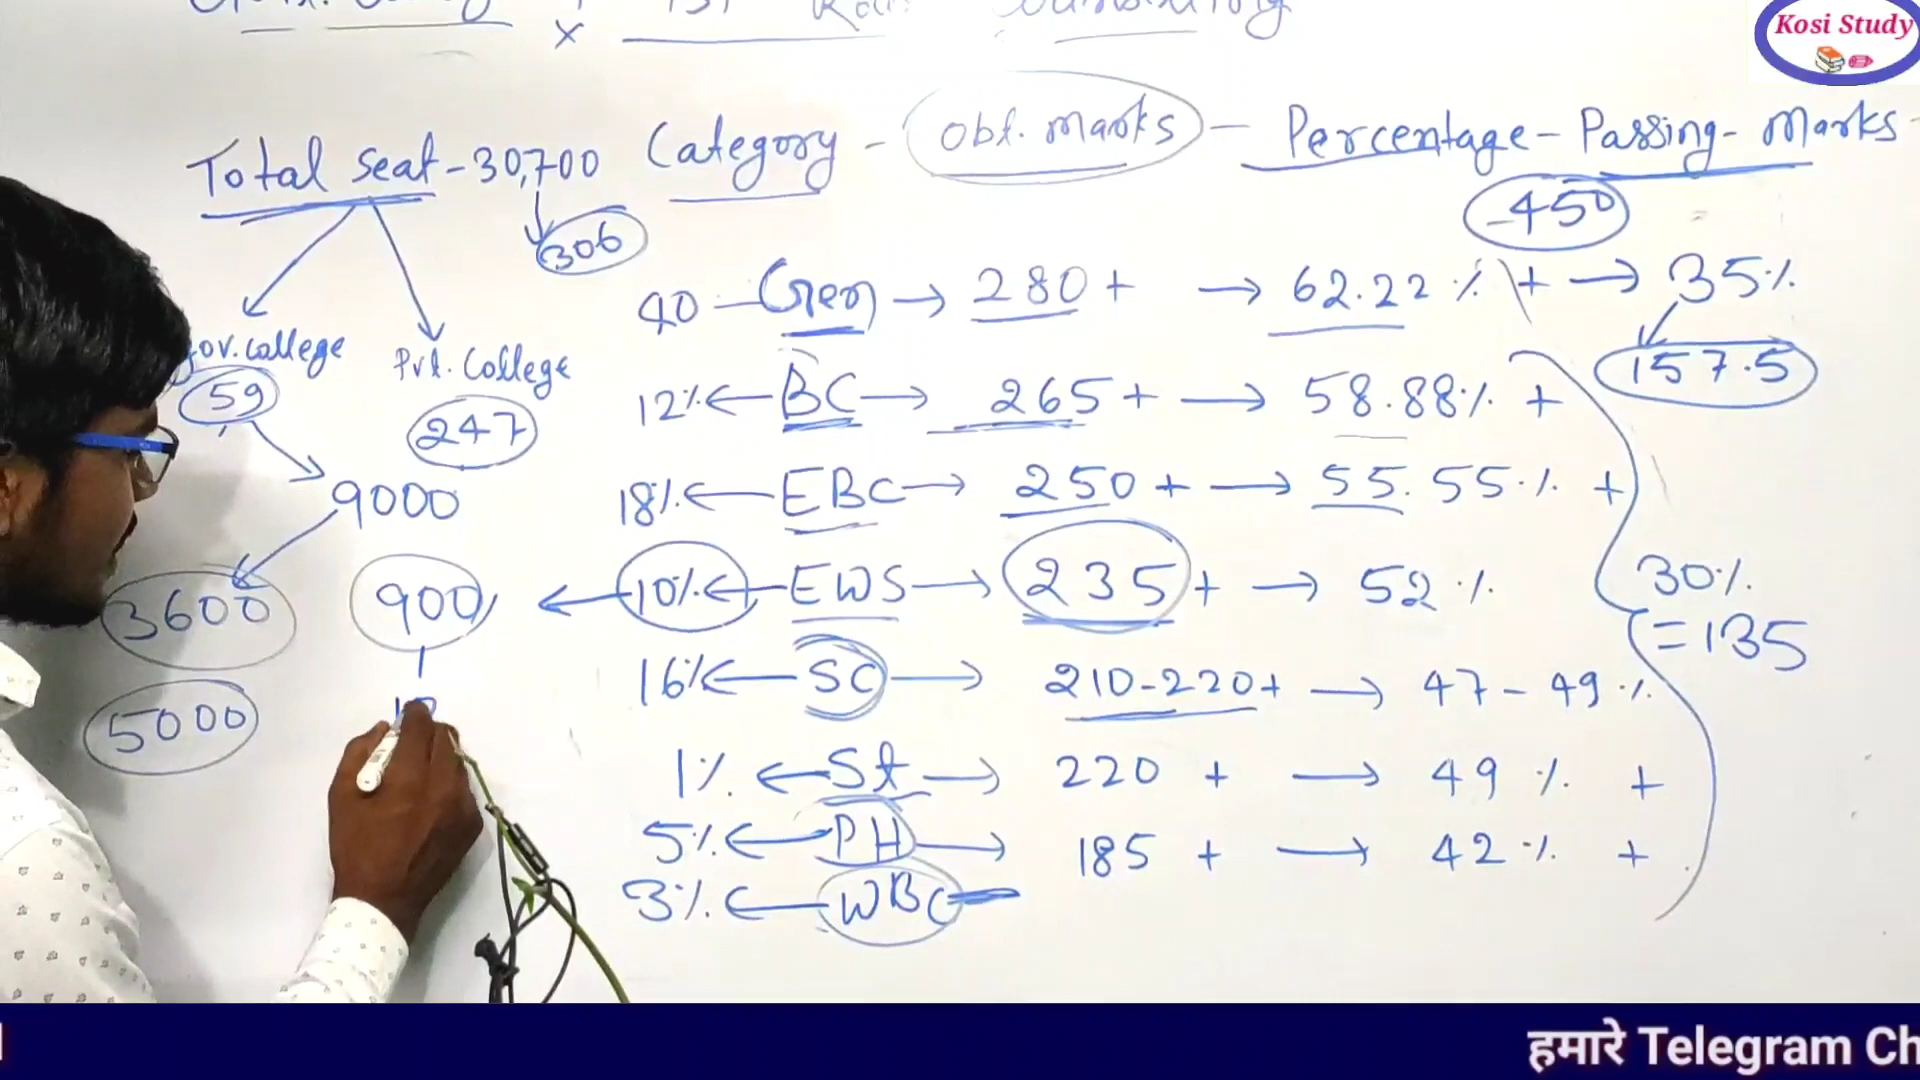 1st
Kosi Study
Total seat - 30,700 Category - Obt. marks - Percentage - Passing - Marks -
306
- 450
40 - Gen → 280 + → 62.22 % + → 35%
157.5
Gov. College Pvt. College
59 247
12% ← BC → 265 + → 58.88% +
9000 18% ← EBC → 250 + → 55.55 % +
3600 900 ← 10% ← EWS → 235 + → 52 %
30%
= 135
5000 16% ← SC → 210 - 220 + → 47 - 49 %
1% ← St → 220 + → 49 % +
5% ← PH → 185 + → 42 % +
3% ← WBC
हमारे Telegram Ch